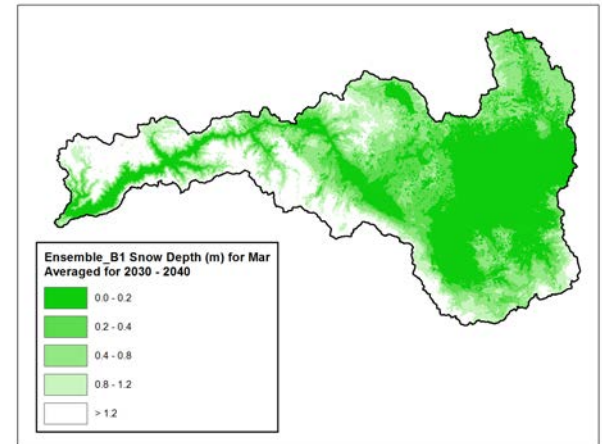 Ensemble_B1 Snow Depth (m) for Mar
Averaged for 2030 - 2040
0.0 - 0.2
0.2 - 0.4
0.4 - 0.8
0.8 - 1.2
> 1.2